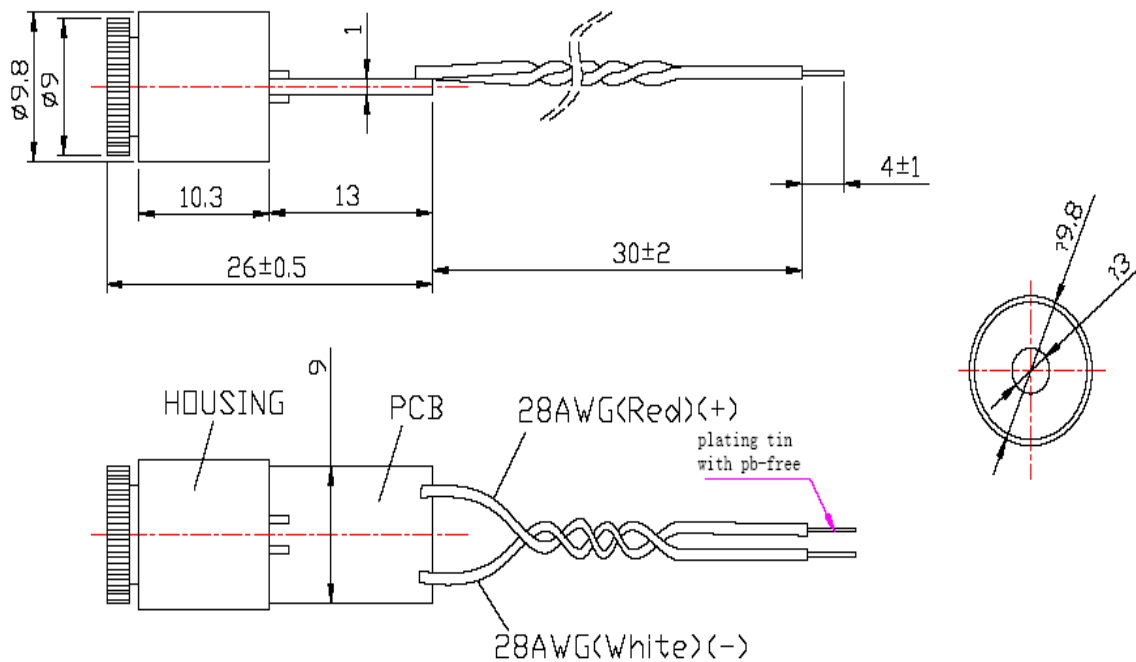 ø9.8
ø9
1
10.3
13
4±1
26±0.5
30±2
?9.8
?3
9
HOUSING
PCB
28AWG(Red)(+)
plating tin
with pb-free
28AWG(White)(-)